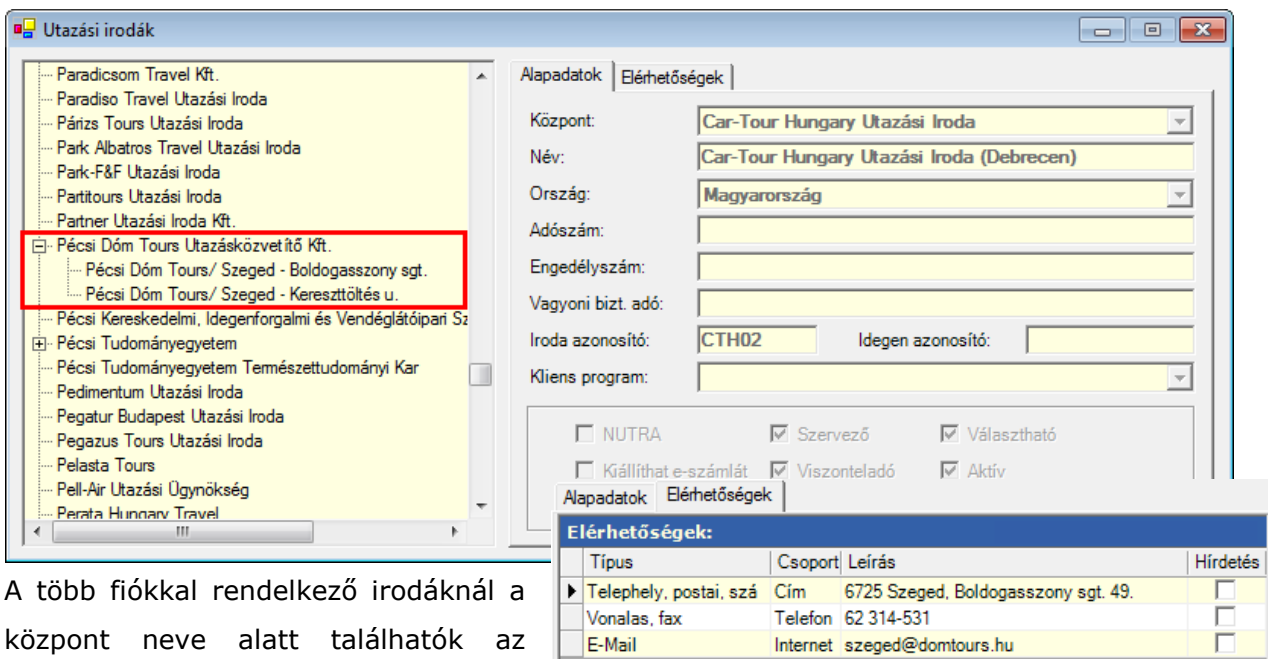 Utazási irodák
Paradicsom Travel Kft.
Paradiso Travel Utazási Iroda
Párizs Tours Utazási Iroda
Park Albatros Travel Utazási Iroda
Park-F&F Utazási Iroda
Partitours Utazási Iroda
Partner Utazási Iroda Kft.
Pécsi Dóm Tours Utazásközvetítő Kft.
Pécsi Dóm Tours/ Szeged - Boldogasszony sgt.
Pécsi Dóm Tours/ Szeged - Kereszttöltés u.
Pécsi Kereskedelmi, Idegenforgalmi és Vendéglátóipari Sz
Pécsi Tudományegyetem
Pécsi Tudományegyetem Természettudományi Kar
Pedimentum Utazási Iroda
Pegatur Budapest Utazási Iroda
Pegazus Tours Utazási Iroda
Pelasta Tours
Pell-Air Utazási Ügynökség
Perata Hungary Travel
Alapadatok Elérhetőségek
Központ: Car-Tour Hungary Utazási Iroda
Név: Car-Tour Hungary Utazási Iroda (Debrecen)
Ország: Magyarország
Adószám:
Engedélyszám:
Vagyoni bizt. adó:
Iroda azonosító: CTH02 Idegen azonosító:
Kliens program:
NUTRA Szervező Választható
Kiállíthat e-számlát Viszonteladó Aktív
Alapadatok Elérhetőségek
Elérhetőségek:
Típus Csoport Leírás Hírdetés
Telephely, postai, szá Cím 6725 Szeged, Boldogasszony sgt. 49.
Vonalas, fax Telefon 62 314-531
E-Mail Internet szeged@domtours.hu
A több fiókkal rendelkező irodáknál a
központ neve alatt találhatók az